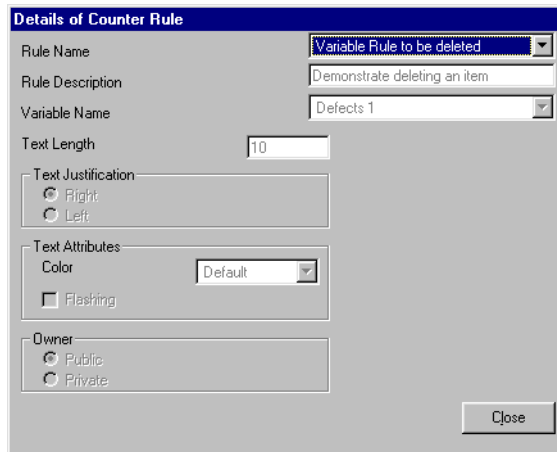 Details of Counter Rule
Rule Name Variable Rule to be deleted
Rule Description Demonstrate deleting an item
Variable Name Defects 1
Text Length 10
Text Justification
Right
Left
Text Attributes
Color Default
Flashing
Owner
Public
Private
Close